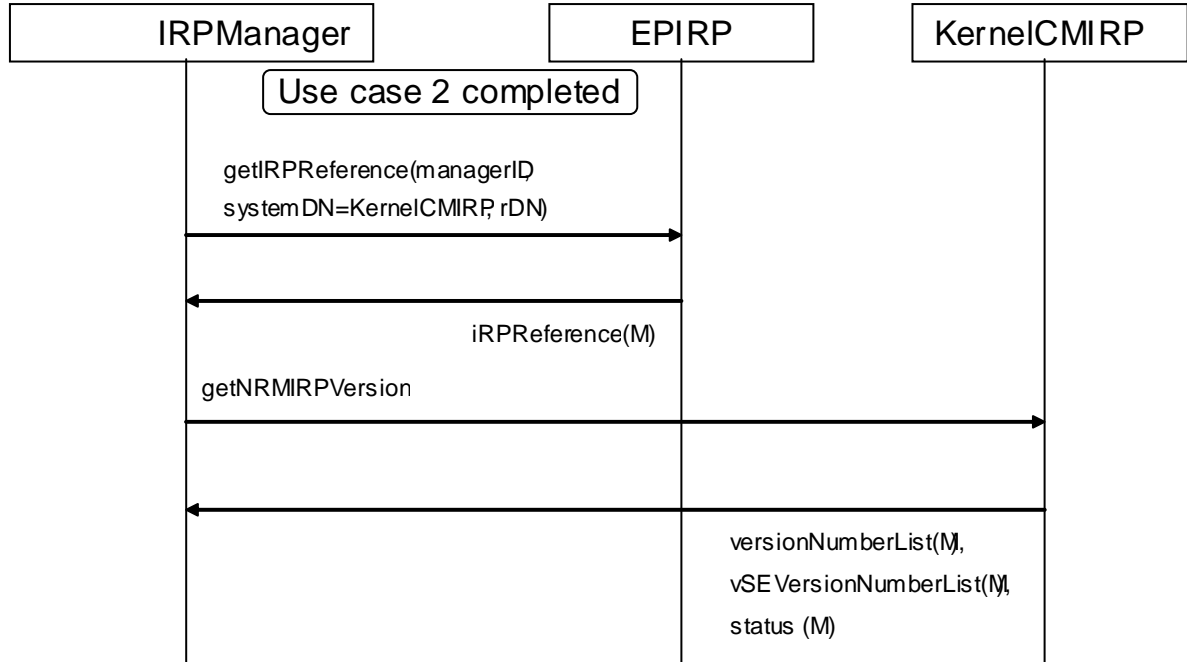 IRPManager
EPIRP
KernelCMIRP
Use case 2 completed
getIRPReference(managerID,
systemDN=KernelCMIRP, rDN)
iRPReference(M)
getNRMIRPVersion
versionNumberList(M),
vSEVersionNumberList(M),
status (M)